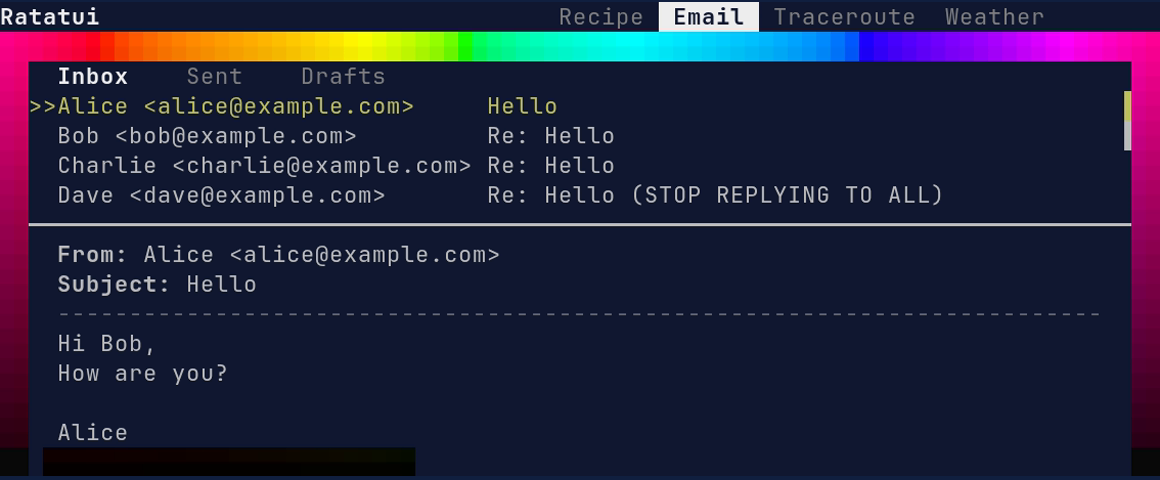 Ratatui Recipe Email Traceroute Weather
Inbox Sent Drafts
>>Alice <alice@example.com> Hello
Bob <bob@example.com> Re: Hello
Charlie <charlie@example.com> Re: Hello
Dave <dave@example.com> Re: Hello (STOP REPLYING TO ALL)
From: Alice <alice@example.com>
Subject: Hello
-------------------------------------------------------------------------
Hi Bob,
How are you?
Alice